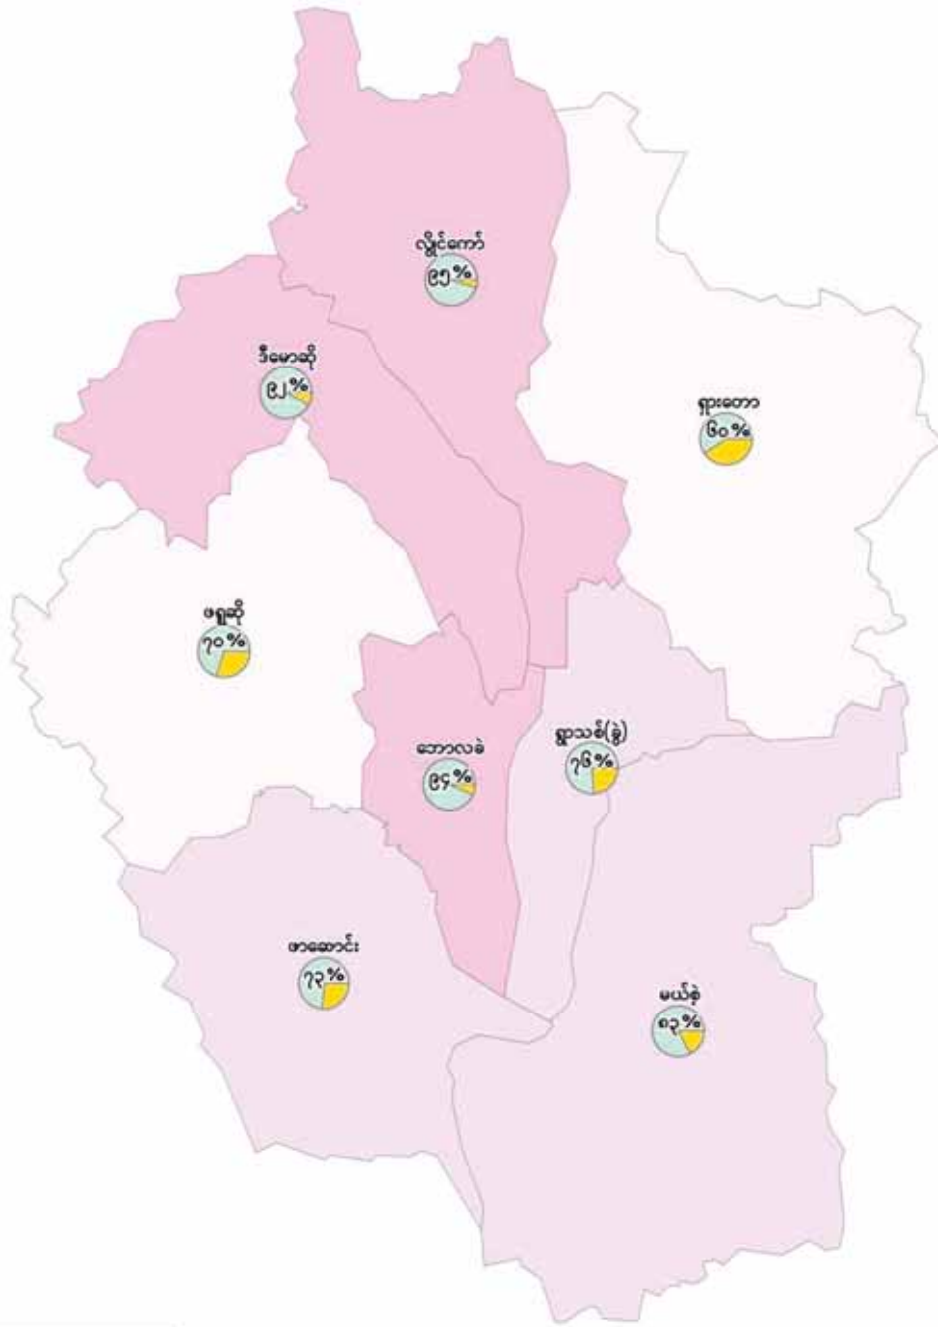 လွိုင်ကော်
၉၅%
ဒီမောဆို
၉၂%
ရှားတော
၆၀%
ဖရူဆို
၇၀%
ရွာသစ်(ခွဲ)
၇၆%
ဘောလခဲ
၉၄%
ဖာဆောင်း
၇၃%
မယ်စဲ့
၈၃%